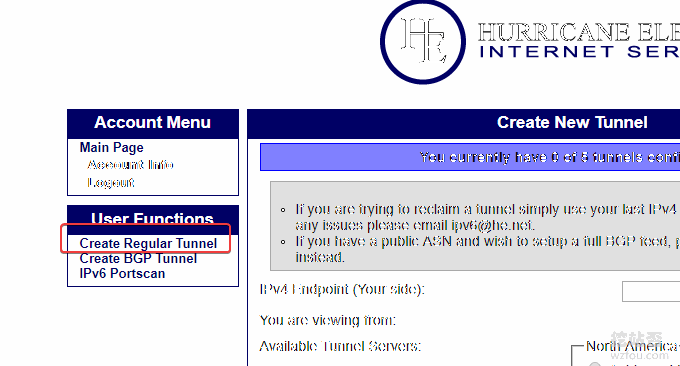 HE
HURRICANE ELE
INTERNET SER
Account Menu
Main Page
Account Info
Logout
User Functions
Create Regular Tunnel
Create BGP Tunnel
IPv6 Portscan
Create New Tunnel
You currently have 0 of 5 tunnels confi
If you are trying to reclaim a tunnel simply use your last IPv4
any issues please email ipv6@he.net.
If you have a public ASN and wish to setup a full BGP feed, p
instead.
IPv4 Endpoint (Your side):
You are viewing from:
Available Tunnel Servers:
North America
wzfou.com